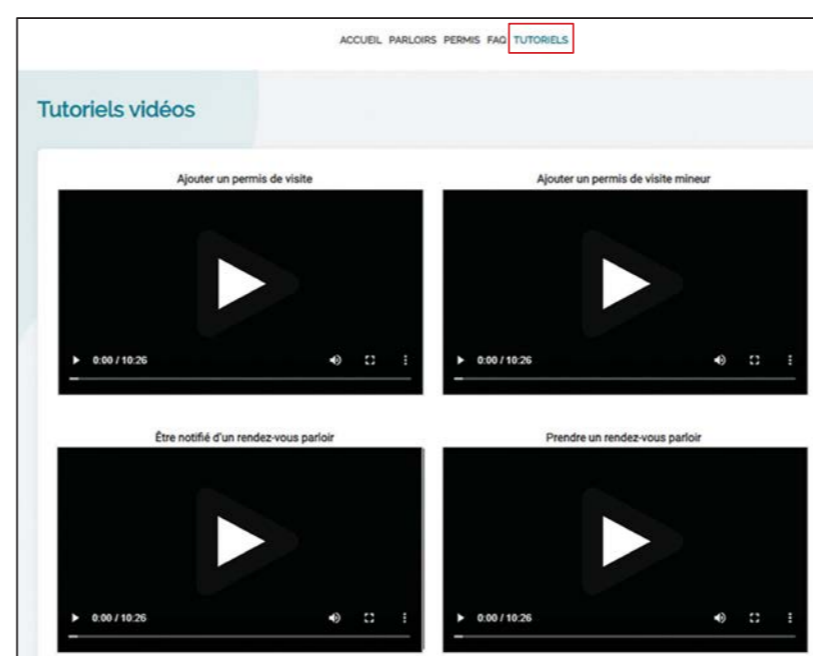 ACCUEIL PARLOIRS PERMIS FAQ TUTORIELS
Tutoriels vidéos
Ajouter un permis de visite
Ajouter un permis de visite mineur
0:00 / 10:26
0:00 / 10:26
Être notifié d'un rendez-vous parloir
Prendre un rendez-vous parloir
0:00 / 10:26
0:00 / 10:26